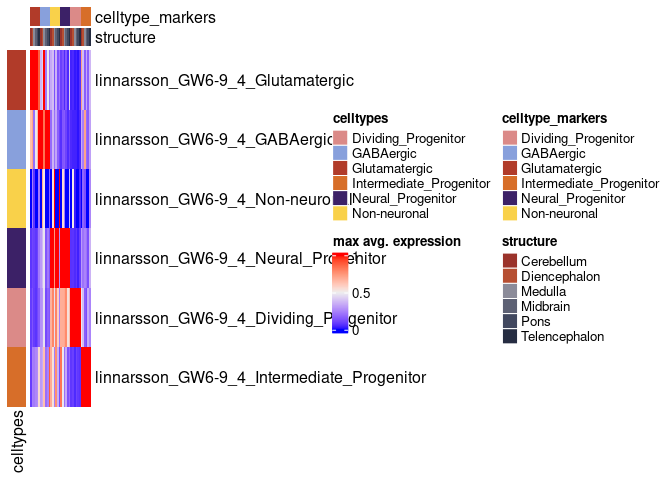 celltype_markers
structure
linnarsson_GW6-9_4_Glutamatergic
linnarsson_GW6-9_4_GABAergic
linnarsson_GW6-9_4_Non-neuronal
linnarsson_GW6-9_4_Neural_Progenitor
linnarsson_GW6-9_4_Dividing_Progenitor
linnarsson_GW6-9_4_Intermediate_Progenitor
celltypes
celltypes
Dividing_Progenitor
GABAergic
Glutamatergic
Intermediate_Progenitor
Neural_Progenitor
Non-neuronal
max avg. expression
1
0.5
0
celltype_markers
Dividing_Progenitor
GABAergic
Glutamatergic
Intermediate_Progenitor
Neural_Progenitor
Non-neuronal
structure
Cerebellum
Diencephalon
Medulla
Midbrain
Pons
Telencephalon